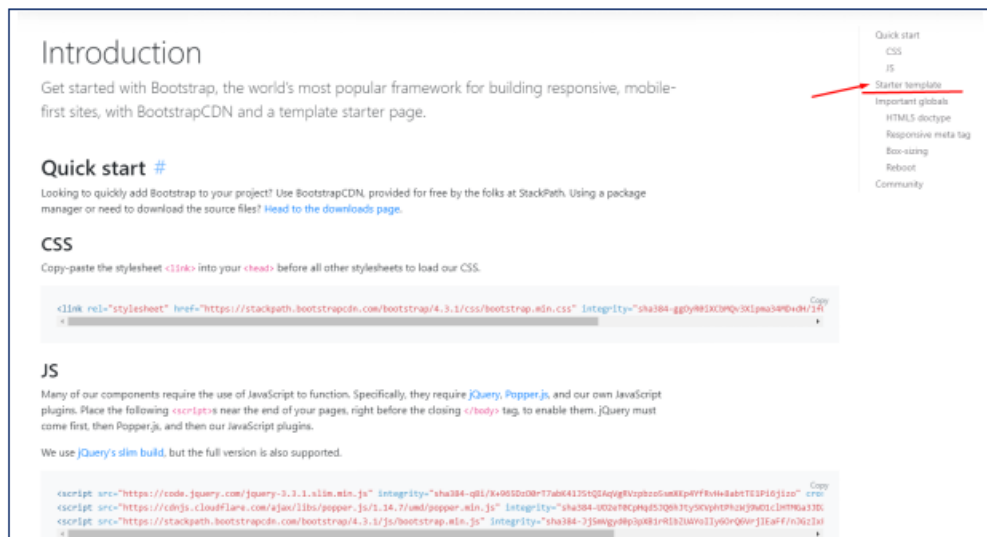 Introduction
Get started with Bootstrap, the world's most popular framework for building responsive, mobile-
first sites, with BootstrapCDN and a template starter page.
Quick start #
Looking to quickly add Bootstrap to your project? Use BootstrapCDN, provided for free by the folks at StackPath. Using a package
manager or need to download the source files? Head to the downloads page.
CSS
Copy-paste the stylesheet <link> into your <head> before all other stylesheets to load our CSS.
Copy
<link rel="stylesheet" href="https://stackpath.bootstrapcdn.com/bootstrap/4.3.1/css/bootstrap.min.css" integrity="sha384-
JS
Many of our components require the use of JavaScript to function. Specifically, they require jQuery, Popper.js, and our own JavaScript
plugins. Place the following <script>s near the end of your pages, right before the closing </body> tag, to enable them. jQuery must
come first, then Popper.js, and then our JavaScript plugins.
We use jQuery's slim build, but the full version is also supported.
Copy
<script src="https://code.jquery.com/jquery-3.3.1.slim.min.js" integrity="sha384-
<script src="https://cdnjs.cloudflare.com/ajax/libs/popper.js/1.14.7/umd/popper.min.js" integrity="sha384-
<script src="https://stackpath.bootstrapcdn.com/bootstrap/4.3.1/js/bootstrap.min.js" integrity="sha384-
Quick start
CSS
JS
Starter template
Important globals
HTML5 doctype
Responsive meta tag
Box-sizing
Reboot
Community